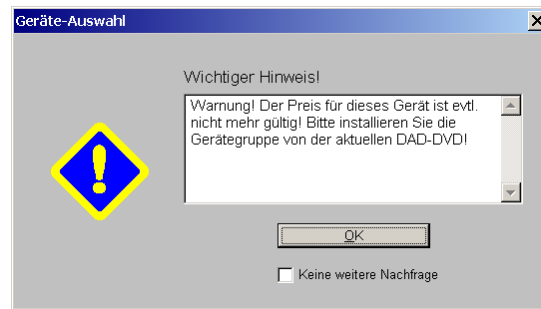 Geräte-Auswahl
Wichtiger Hinweis!
Warnung! Der Preis für dieses Gerät ist evtl.
nicht mehr gültig! Bitte installieren Sie die
Gerätegruppe von der aktuellen DAD-DVD!
OK
Keine weitere Nachfrage